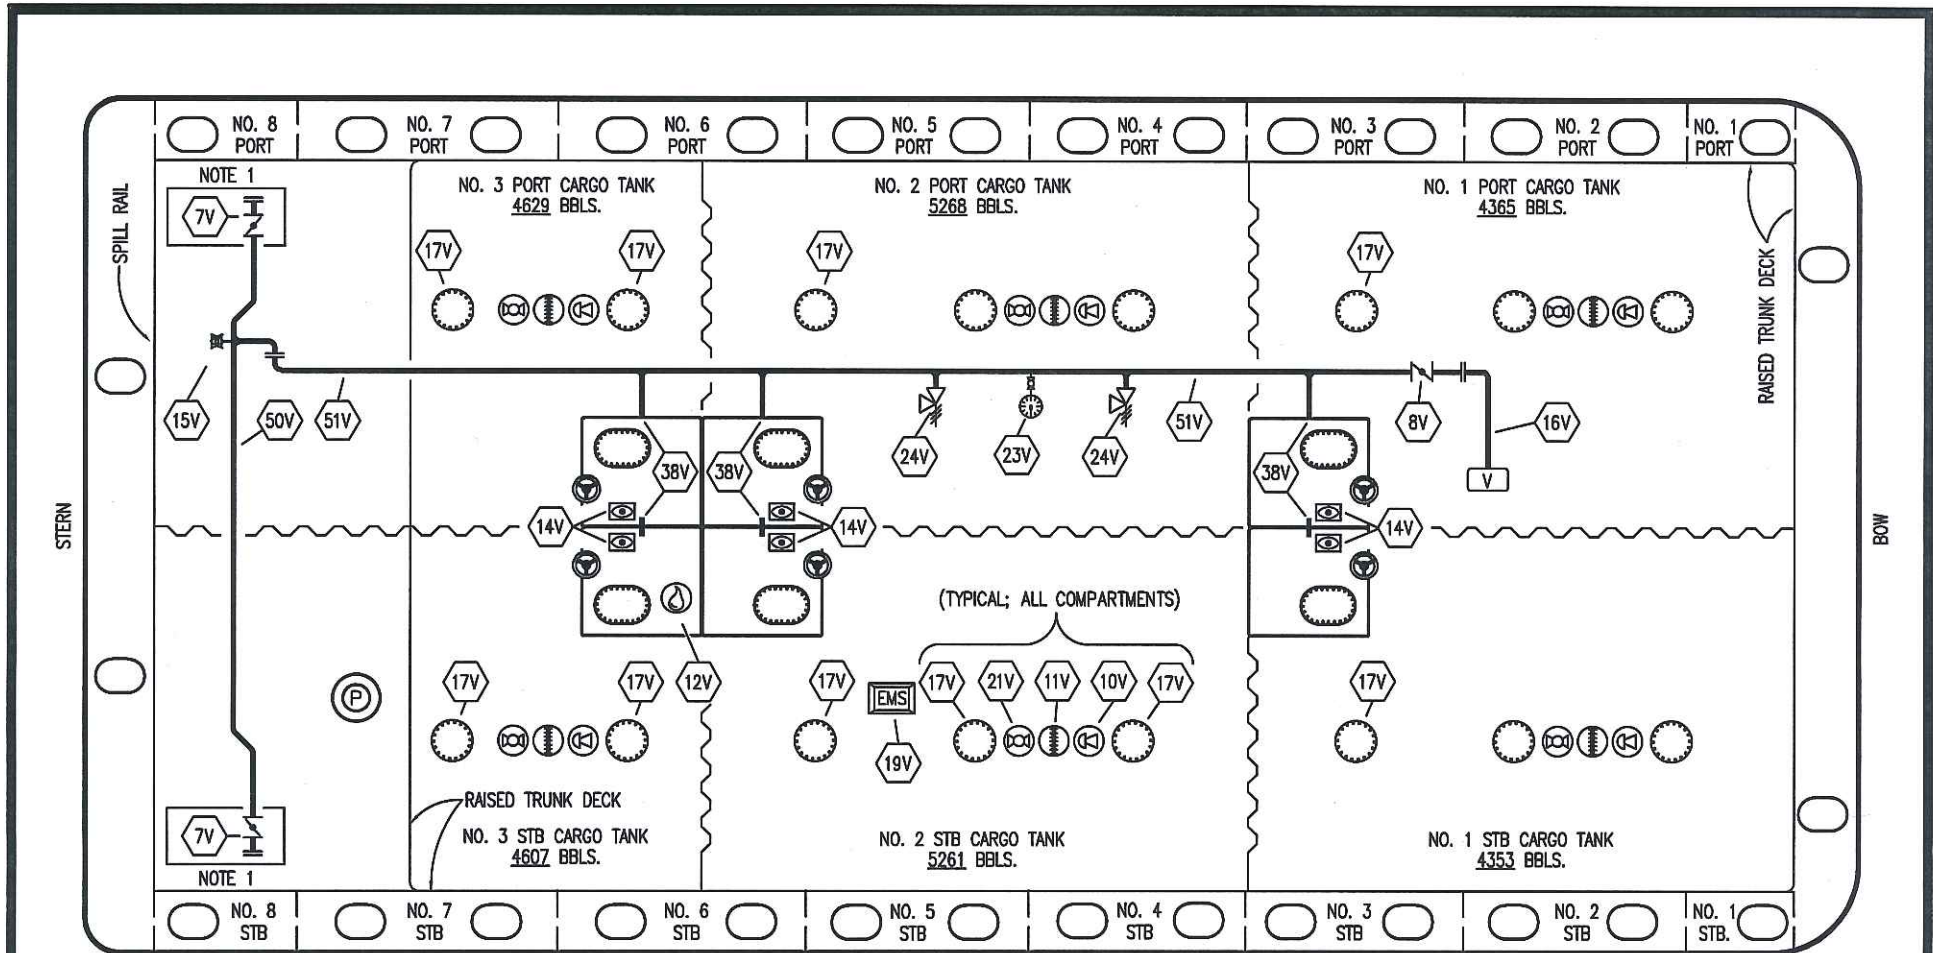 NO. 8 PORT
NO. 7 PORT
NO. 6 PORT
NO. 5 PORT
NO. 4 PORT
NO. 3 PORT
NO. 2 PORT
NO. 1 PORT
NOTE 1
7V
SPILL RAIL
NO. 3 PORT CARGO TANK
4629 BBLS.
NO. 2 PORT CARGO TANK
5268 BBLS.
NO. 1 PORT CARGO TANK
4365 BBLS.
RAISED TRUNK DECK
17V
17V
17V
17V
15V
50V
51V
24V
23V
24V
51V
8V
16V
38V
38V
38V
V
STERN
14V
14V
14V
BOW
(TYPICAL; ALL COMPARTMENTS)
P
17V
17V
12V
17V
EMS
17V
21V
11V
10V
17V
17V
19V
RAISED TRUNK DECK
7V
NO. 3 STB CARGO TANK
4607 BBLS.
NO. 2 STB CARGO TANK
5261 BBLS.
NO. 1 STB CARGO TANK
4353 BBLS.
NOTE 1
NO. 8 STB
NO. 7 STB
NO. 6 STB
NO. 5 STB
NO. 4 STB
NO. 3 STB
NO. 2 STB
NO. 1 STB.